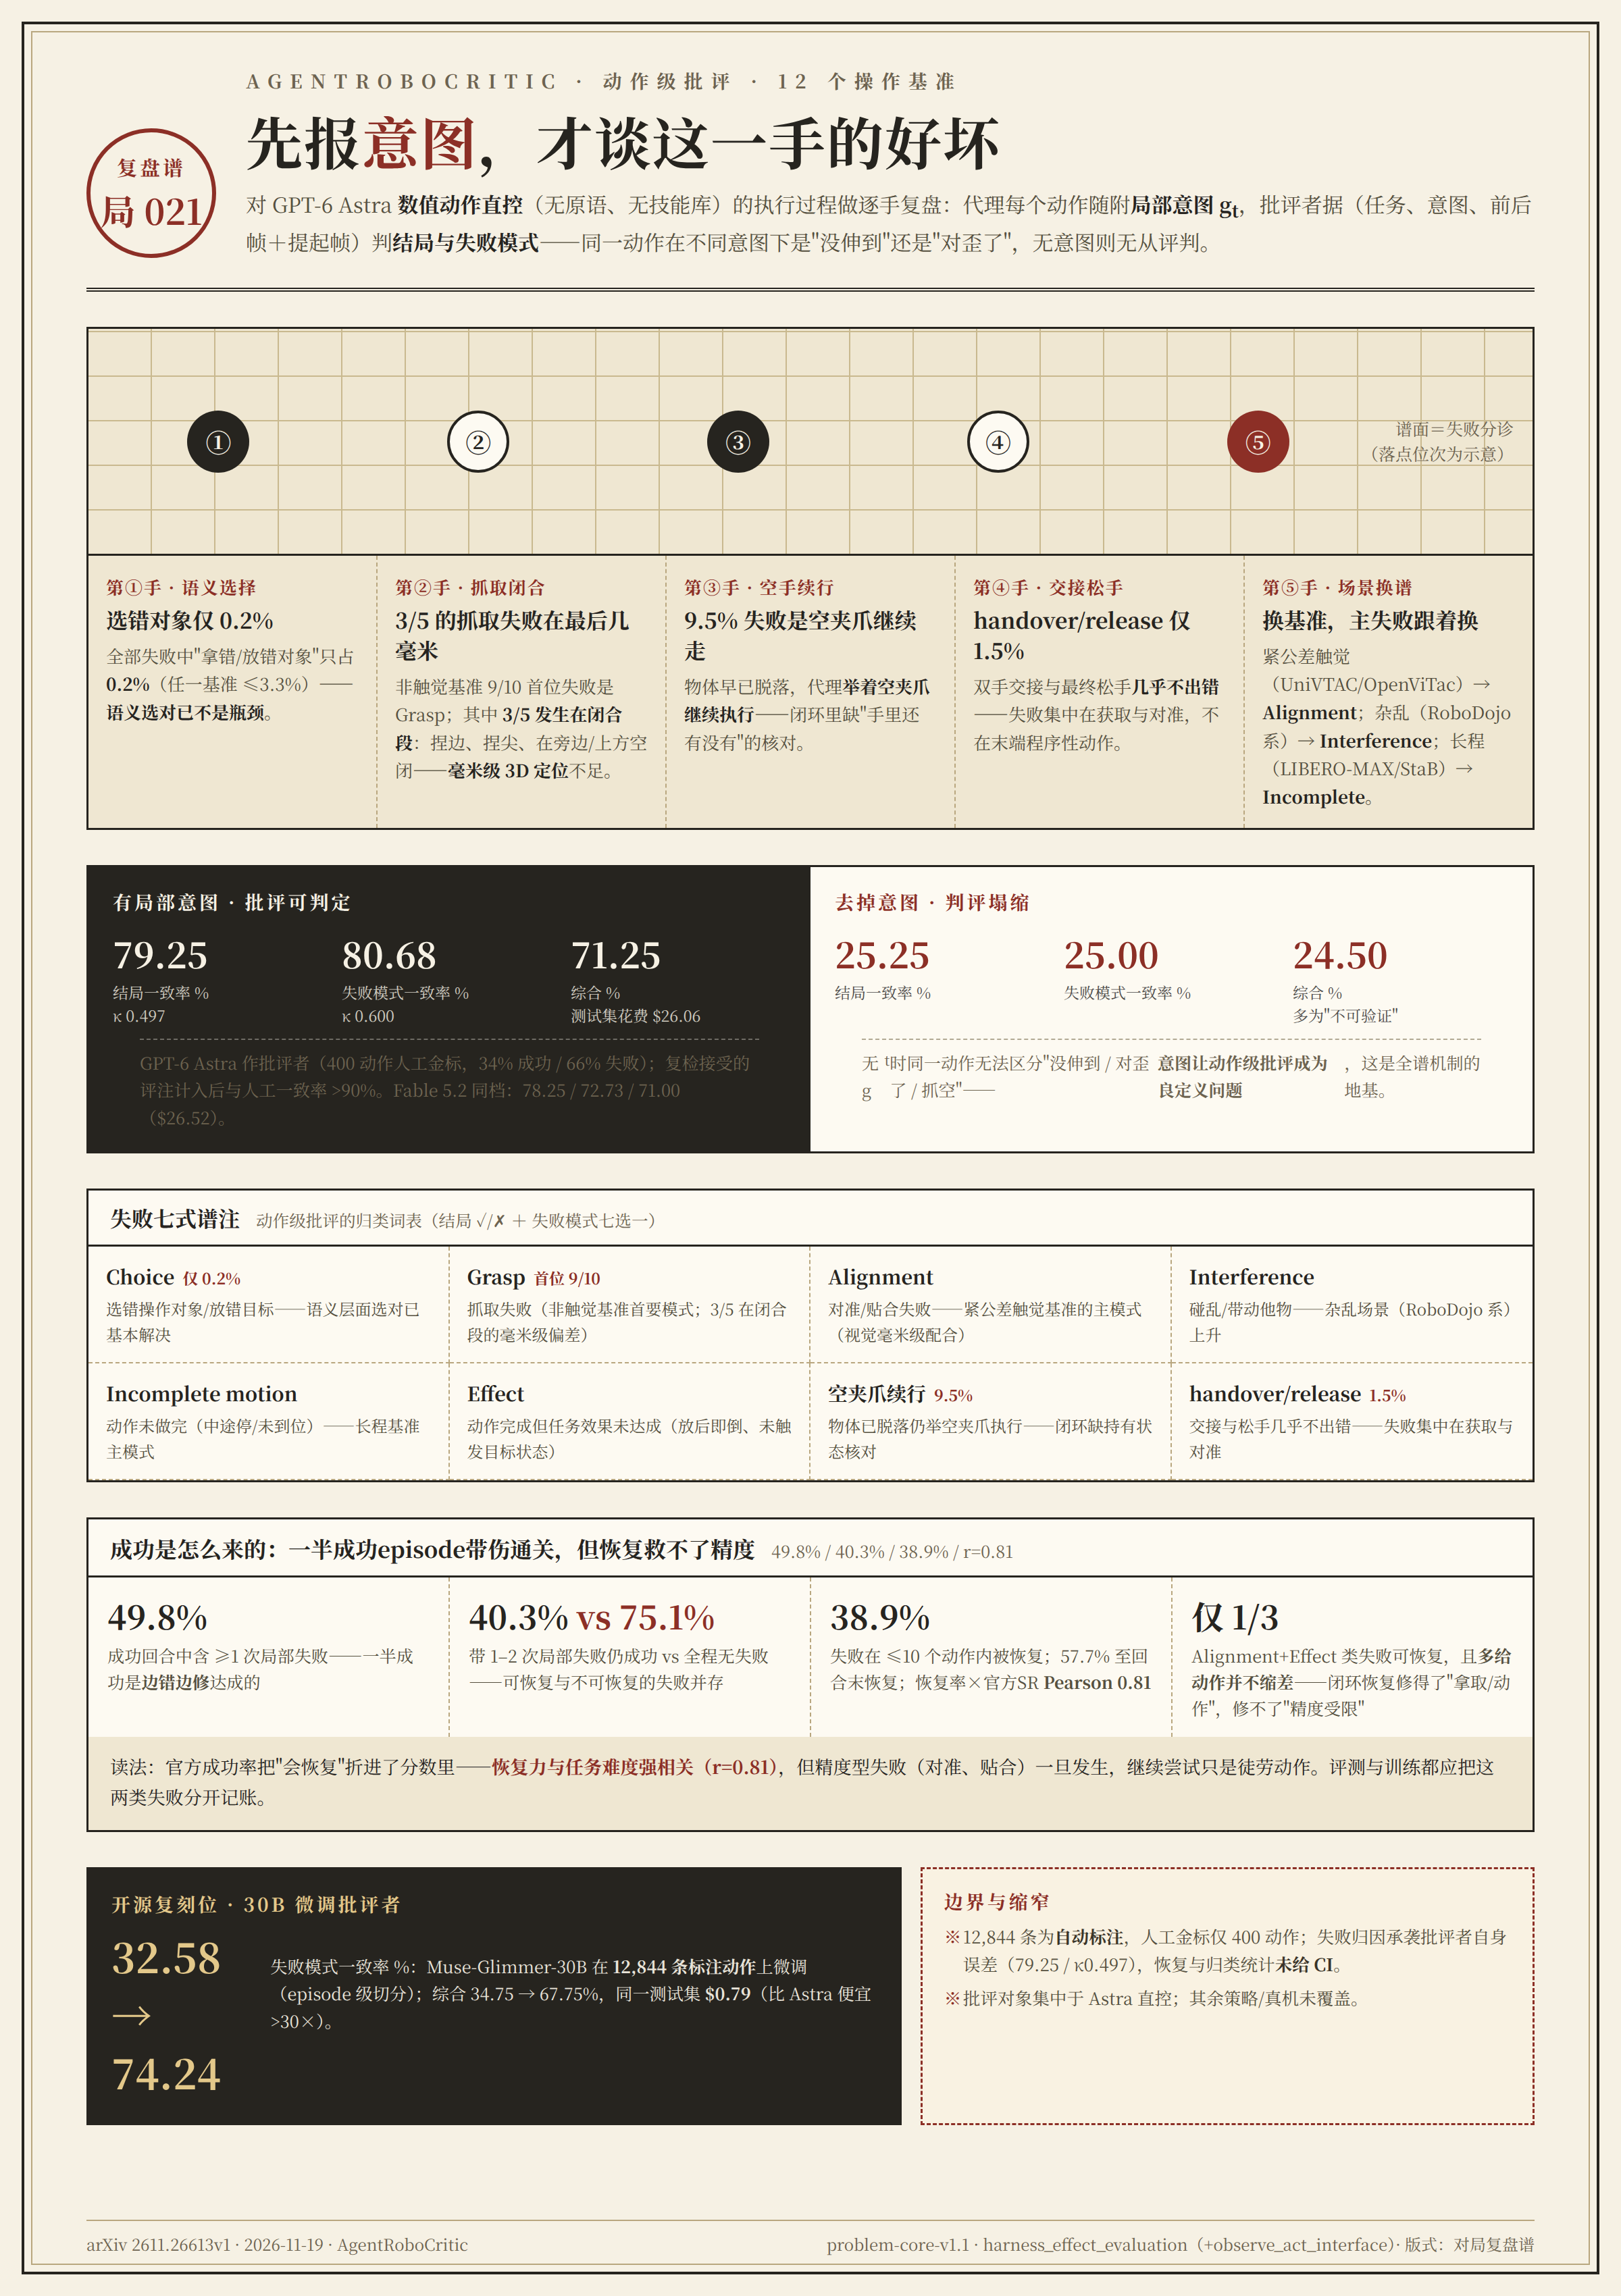 AGENTROBOCRITIC · 动作级批评 · 12 个操作基准
复盘谱
局 021
先报意图，才谈这一手的好坏
对 GPT-6 Astra 数值动作直控（无原语、无技能库）的执行过程做逐手复盘：代理每个动作随附局部意图 gt，批评者据（任务、意图、前后
帧＋提起帧）判结局与失败模式——同一动作在不同意图下是"没伸到"还是"对歪了"，无意图则无从评判。
①
②
③
④
⑤
谱面＝失败分诊
（落点位次为示意）
第①手 · 语义选择
选错对象仅 0.2%
全部失败中"拿错/放错对象"只占
0.2%（任一基准 ≤3.3%）——
语义选对已不是瓶颈。
第②手 · 抓取闭合
3/5 的抓取失败在最后几
毫米
非触觉基准 9/10 首位失败是
Grasp；其中 3/5 发生在闭合
段：捏边、捏尖、在旁边/上方空
闭——毫米级 3D 定位不足。
第③手 · 空手续行
9.5% 失败是空夹爪继续
走
物体早已脱落，代理举着空夹爪
继续执行——闭环里缺"手里还
有没有"的核对。
第④手 · 交接松手
handover/release 仅
1.5%
双手交接与最终松手几乎不出错
——失败集中在获取与对准，不
在末端程序性动作。
第⑤手 · 场景换谱
换基准，主失败跟着换
紧公差触觉
（UniVTAC/OpenViTac）→
Alignment；杂乱（RoboDojo
系）→ Interference；长程
（LIBERO-MAX/StaB）→
Incomplete。
有局部意图 · 批评可判定
79.25
结局一致率 %
κ 0.497
80.68
失败模式一致率 %
κ 0.600
71.25
综合 %
测试集花费 $26.06
GPT-6 Astra 作批评者（400 动作人工金标，34% 成功 / 66% 失败）；复检接受的
评注计入后与人工一致率 >90%。Fable 5.2 同档：78.25 / 72.73 / 71.00
（$26.52）。
去掉意图 · 判评塌缩
25.25
结局一致率 %
25.00
失败模式一致率 %
24.50
综合 %
多为"不可验证"
无 g
t
时同一动作无法区分"没伸到 / 对歪
了 / 抓空"——
意图让动作级批评成为
良定义问题
，这是全谱机制的
地基。
失败七式谱注 动作级批评的归类词表（结局 ✓/✗ ＋ 失败模式七选一）
Choice 仅 0.2%
选错操作对象/放错目标——语义层面选对已
基本解决
Grasp 首位 9/10
抓取失败（非触觉基准首要模式；3/5 在闭合
段的毫米级偏差）
Alignment
对准/贴合失败——紧公差触觉基准的主模式
（视觉毫米级配合）
Interference
碰乱/带动他物——杂乱场景（RoboDojo 系）
上升
Incomplete motion
动作未做完（中途停/未到位）——长程基准
主模式
Effect
动作完成但任务效果未达成（放后即倒、未触
发目标状态）
空夹爪续行 9.5%
物体已脱落仍举空夹爪执行——闭环缺持有状
态核对
handover/release 1.5%
交接与松手几乎不出错——失败集中在获取与
对准
成功是怎么来的：一半成功episode带伤通关，但恢复救不了精度 49.8% / 40.3% / 38.9% / r=0.81
49.8%
成功回合中含 ≥1 次局部失败——一半成
功是边错边修达成的
40.3% vs 75.1%
带 1–2 次局部失败仍成功 vs 全程无失败
——可恢复与不可恢复的失败并存
38.9%
失败在 ≤10 个动作内被恢复；57.7% 至回
合末恢复；恢复率×官方SR Pearson 0.81
仅 1/3
Alignment+Effect 类失败可恢复，且多给
动作并不缩差——闭环恢复修得了"拿取/动
作"，修不了"精度受限"
读法：官方成功率把"会恢复"折进了分数里——恢复力与任务难度强相关（r=0.81），但精度型失败（对准、贴合）一旦发生，继续尝试只是徒劳动作。评测与训练都应把这
两类失败分开记账。
开源复刻位 · 30B 微调批评者
32.58
→
74.24
失败模式一致率 %：Muse-Glimmer-30B 在 12,844 条标注动作上微调
（episode 级切分）；综合 34.75 → 67.75%，同一测试集 $0.79（比 Astra 便宜
>30×）。
边界与缩窄
※12,844 条为自动标注，人工金标仅 400 动作；失败归因承袭批评者自身
误差（79.25 / κ0.497），恢复与归类统计未给 CI。
※批评对象集中于 Astra 直控；其余策略/真机未覆盖。
arXiv 2611.26613v1 · 2026-11-19 · AgentRoboCritic
problem-core-v1.1 · harness_effect_evaluation（+observe_act_interface）· 版式：对局复盘谱